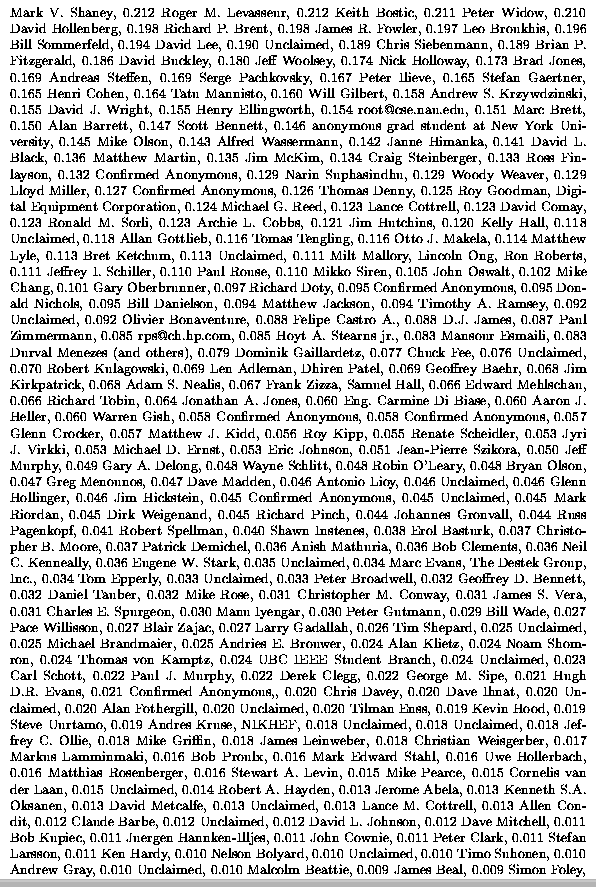 Mark V. Shaney, 0.212 Roger M. Levasseur, 0.212 Keith Bostic, 0.211 Peter Widow, 0.210
David Hollenberg, 0.198 Richard P. Brent, 0.198 James R. Fowler, 0.197 Leo Broukhis, 0.196
Bill Sommerfeld, 0.194 David Lee, 0.190 Unclaimed, 0.189 Chris Siebenmann, 0.189 Brian P.
Fitzgerald, 0.186 David Buckley, 0.180 Jeff Woolsey, 0.174 Nick Holloway, 0.173 Brad Jones,
0.169 Andreas Steffen, 0.169 Serge Pachkovsky, 0.167 Peter Ilieve, 0.165 Stefan Gaertner,
0.165 Henri Cohen, 0.164 Tatu Mannisto, 0.160 Will Gilbert, 0.158 Andrew S. Krzywdzinski,
0.155 David J. Wright, 0.155 Henry Ellingworth, 0.154 root@cse.nau.edu, 0.151 Marc Brett,
0.150 Alan Barrett, 0.147 Scott Bennett, 0.146 anonymous grad student at New York Uni-
versity, 0.145 Mike Olson, 0.143 Alfred Wassermann, 0.142 Janne Himanka, 0.141 David L.
Black, 0.136 Matthew Martin, 0.135 Jim McKim, 0.134 Craig Steinberger, 0.133 Ross Fin-
layson, 0.132 Confirmed Anonymous, 0.129 Narin Suphasindhu, 0.129 Woody Weaver, 0.129
Lloyd Miller, 0.127 Confirmed Anonymous, 0.126 Thomas Denny, 0.125 Roy Goodman, Digi-
tal Equipment Corporation, 0.124 Michael G. Reed, 0.123 Lance Cottrell, 0.123 David Comay,
0.123 Ronald M. Sorli, 0.123 Archie L. Cobbs, 0.121 Jim Hutchins, 0.120 Kelly Hall, 0.118
Unclaimed, 0.118 Allan Gottlieb, 0.116 Tomas Tengling, 0.116 Otto J. Makela, 0.114 Matthew
Lyle, 0.113 Bret Ketchum, 0.113 Unclaimed, 0.111 Milt Mallory, Lincoln Ong, Ron Roberts,
0.111 Jeffrey I. Schiller, 0.110 Paul Rouse, 0.110 Mikko Siren, 0.105 John Oswalt, 0.102 Mike
Chang, 0.101 Gary Oberbrunner, 0.097 Richard Doty, 0.095 Confirmed Anonymous, 0.095 Don-
ald Nichols, 0.095 Bill Danielson, 0.094 Matthew Jackson, 0.094 Timothy A. Ramsey, 0.092
Unclaimed, 0.092 Olivier Bonaventure, 0.088 Felipe Castro A., 0.088 D.J. James, 0.087 Paul
Zimmermann, 0.085 rps@ch.hp.com, 0.085 Hoyt A. Stearns jr., 0.083 Mansour Esmaili, 0.083
Durval Menezes (and others), 0.079 Dominik Gaillardetz, 0.077 Chuck Fee, 0.076 Unclaimed,
0.070 Robert Kulagowski, 0.069 Len Adleman, Dhiren Patel, 0.069 Geoffrey Baehr, 0.068 Jim
Kirkpatrick, 0.068 Adam S. Nealis, 0.067 Frank Zizza, Samuel Hall, 0.066 Edward Mehlschau,
0.066 Richard Tobin, 0.064 Jonathan A. Jones, 0.060 Eng. Carmine Di Biase, 0.060 Aaron J.
Heller, 0.060 Warren Gish, 0.058 Confirmed Anonymous, 0.058 Confirmed Anonymous, 0.057
Glenn Crocker, 0.057 Matthew J. Kidd, 0.056 Roy Kipp, 0.055 Renate Scheidler, 0.053 Jyri
J. Virkki, 0.053 Michael D. Ernst, 0.053 Eric Johnson, 0.051 Jean-Pierre Szikora, 0.050 Jeff
Murphy, 0.049 Gary A. Delong, 0.048 Wayne Schlitt, 0.048 Robin O'Leary, 0.048 Bryan Olson,
0.047 Greg Menounos, 0.047 Dave Madden, 0.046 Antonio Lioy, 0.046 Unclaimed, 0.046 Glenn
Hollinger, 0.046 Jim Hickstein, 0.045 Confirmed Anonymous, 0.045 Unclaimed, 0.045 Mark
Riordan, 0.045 Dirk Weigenand, 0.045 Richard Pinch, 0.044 Johannes Gronvall, 0.044 Russ
Pagenkopf, 0.041 Robert Spellman, 0.040 Shawn Instenes, 0.038 Erol Basturk, 0.037 Christo-
pher B. Moore, 0.037 Patrick Demichel, 0.036 Anish Mathuria, 0.036 Bob Clements, 0.036 Neil
C. Kenneally, 0.036 Eugene W. Stark, 0.035 Unclaimed, 0.034 Marc Evans, The Destek Group,
Inc., 0.034 Tom Epperly, 0.033 Unclaimed, 0.033 Peter Broadwell, 0.032 Geoffrey D. Bennett,
0.032 Daniel Tauber, 0.032 Mike Rose, 0.031 Christopher M. Conway, 0.031 James S. Vera,
0.031 Charles E. Spurgeon, 0.030 Manu Iyengar, 0.030 Peter Gutmann, 0.029 Bill Wade, 0.027
Pace Willisson, 0.027 Blair Zajac, 0.027 Larry Gadallah, 0.026 Tim Shepard, 0.025 Unclaimed,
0.025 Michael Brandmaier, 0.025 Andries E. Brouwer, 0.024 Alan Klietz, 0.024 Noam Shom-
ron, 0.024 Thomas von Kamptz, 0.024 UBC IEEE Student Branch, 0.024 Unclaimed, 0.023
Carl Schott, 0.022 Paul J. Murphy, 0.022 Derek Clegg, 0.022 George M. Sipe, 0.021 Hugh
D.R. Evans, 0.021 Confirmed Anonymous,, 0.020 Chris Davey, 0.020 Dave Ihnat, 0.020 Un-
claimed, 0.020 Alan Fothergill, 0.020 Unclaimed, 0.020 Tilman Enss, 0.019 Kevin Hood, 0.019
Steve Uurtamo, 0.019 Andres Kruse, NIKHEF, 0.018 Unclaimed, 0.018 Unclaimed, 0.018 Jef-
frey C. Ollie, 0.018 Mike Griffin, 0.018 James Leinweber, 0.018 Christian Weisgerber, 0.017
Markus Lamminmaki, 0.016 Bob Proulx, 0.016 Mark Edward Stahl, 0.016 Uwe Hollerbach,
0.016 Matthias Rosenberger, 0.016 Stewart A. Levin, 0.015 Mike Pearce, 0.015 Cornelis van
der Laan, 0.015 Unclaimed, 0.014 Robert A. Hayden, 0.013 Jerome Abela, 0.013 Kenneth S.A.
Oksanen, 0.013 David Metcalfe, 0.013 Unclaimed, 0.013 Lance M. Cottrell, 0.013 Allen Con-
dit, 0.012 Claude Barbe, 0.012 Unclaimed, 0.012 David L. Johnson, 0.012 Dave Mitchell, 0.011
Bob Kupiec, 0.011 Juergen Hannken-Illjes, 0.011 John Cownie, 0.011 Peter Clark, 0.011 Stefan
Larsson, 0.011 Ken Hardy, 0.010 Nelson Bolyard, 0.010 Unclaimed, 0.010 Timo Suhonen, 0.010
Andrew Gray, 0.010 Unclaimed, 0.010 Malcolm Beattie, 0.009 James Beal, 0.009 Simon Foley,